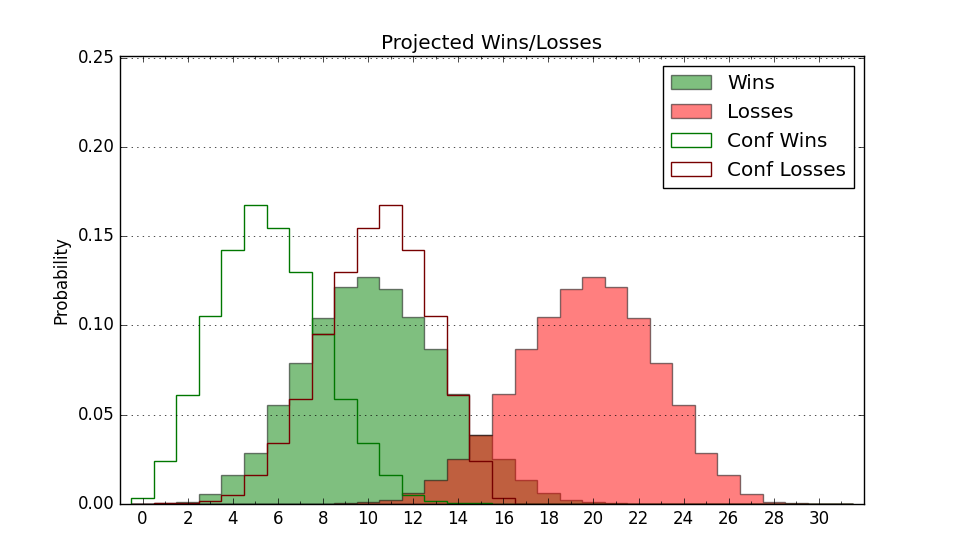 Projected Wins/Losses
0.25
0.20
0.15
0.10
0.05
0.00
Probability
Wins
Losses
Conf Wins
Conf Losses
0 2 4 6 8 10 12 14 16 18 20 22 24 26 28 30